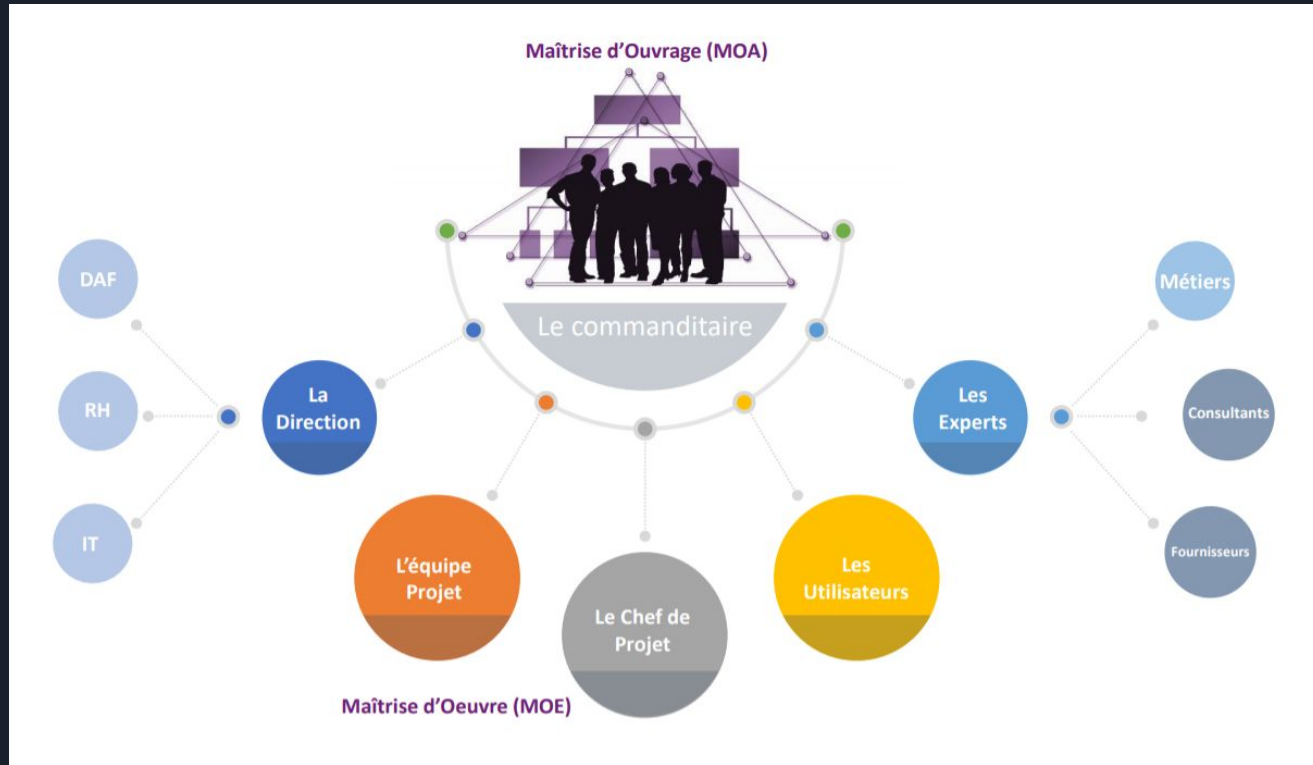 Maîtrise d'Ouvrage (MOA)
Le commanditaire
DAF
RH
IT
La
Direction
L'équipe
Projet
Le Chef de
Projet
Les
Utilisateurs
Les
Experts
Métiers
Consultants
Fournisseurs
Maîtrise d'Oeuvre (MOE)